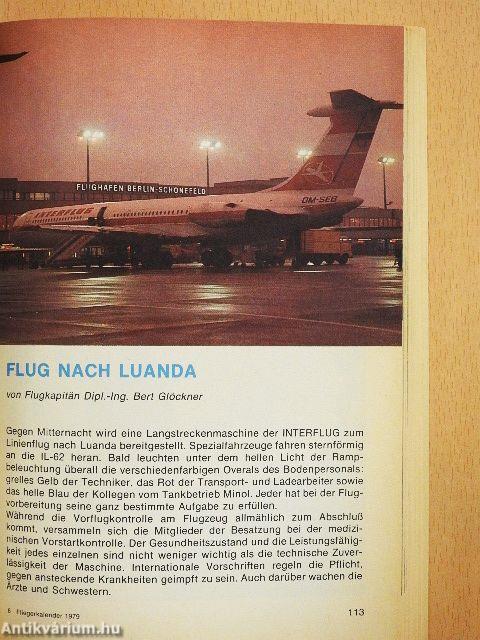 FLUGHAFEN BERLIN-SCHÖNEFELD
INTERFLUG
DM-SEG
FLUG NACH LUANDA
von Flugkapitän Dipl.-Ing. Bert Glöckner
Gegen Mitternacht wird eine Langstreckenmaschine der INTERFLUG zum
Linienflug nach Luanda bereitgestellt. Spezialfahrzeuge fahren sternförmig
an die IL-62 heran. Bald leuchten unter dem hellen Licht der Ramp-
beleuchtung überall die verschiedenfarbigen Overals des Bodenpersonals:
grelles Gelb der Techniker, das Rot der Transport- und Ladearbeiter sowie
das helle Blau der Kollegen vom Tankbetrieb Minol. Jeder hat bei der Flug-
vorbereitung seine ganz bestimmte Aufgabe zu erfüllen.
Während die Vorflugkontrolle am Flugzeug allmählich zum Abschluß
kommt, versammeln sich die Mitglieder der Besatzung bei der medizi-
nischen Vorstartkontrolle. Der Gesundheitszustand und die Leistungsfähig-
keit jedes einzelnen sind nicht weniger wichtig als die technische Zuver-
lässigkeit der Maschine. Internationale Vorschriften regeln die Pflicht,
gegen ansteckende Krankheiten geimpft zu sein. Auch darüber wachen die
Ärzte und Schwestern.
8 Fliegerkalender 1979
113
Antikvárium.hu